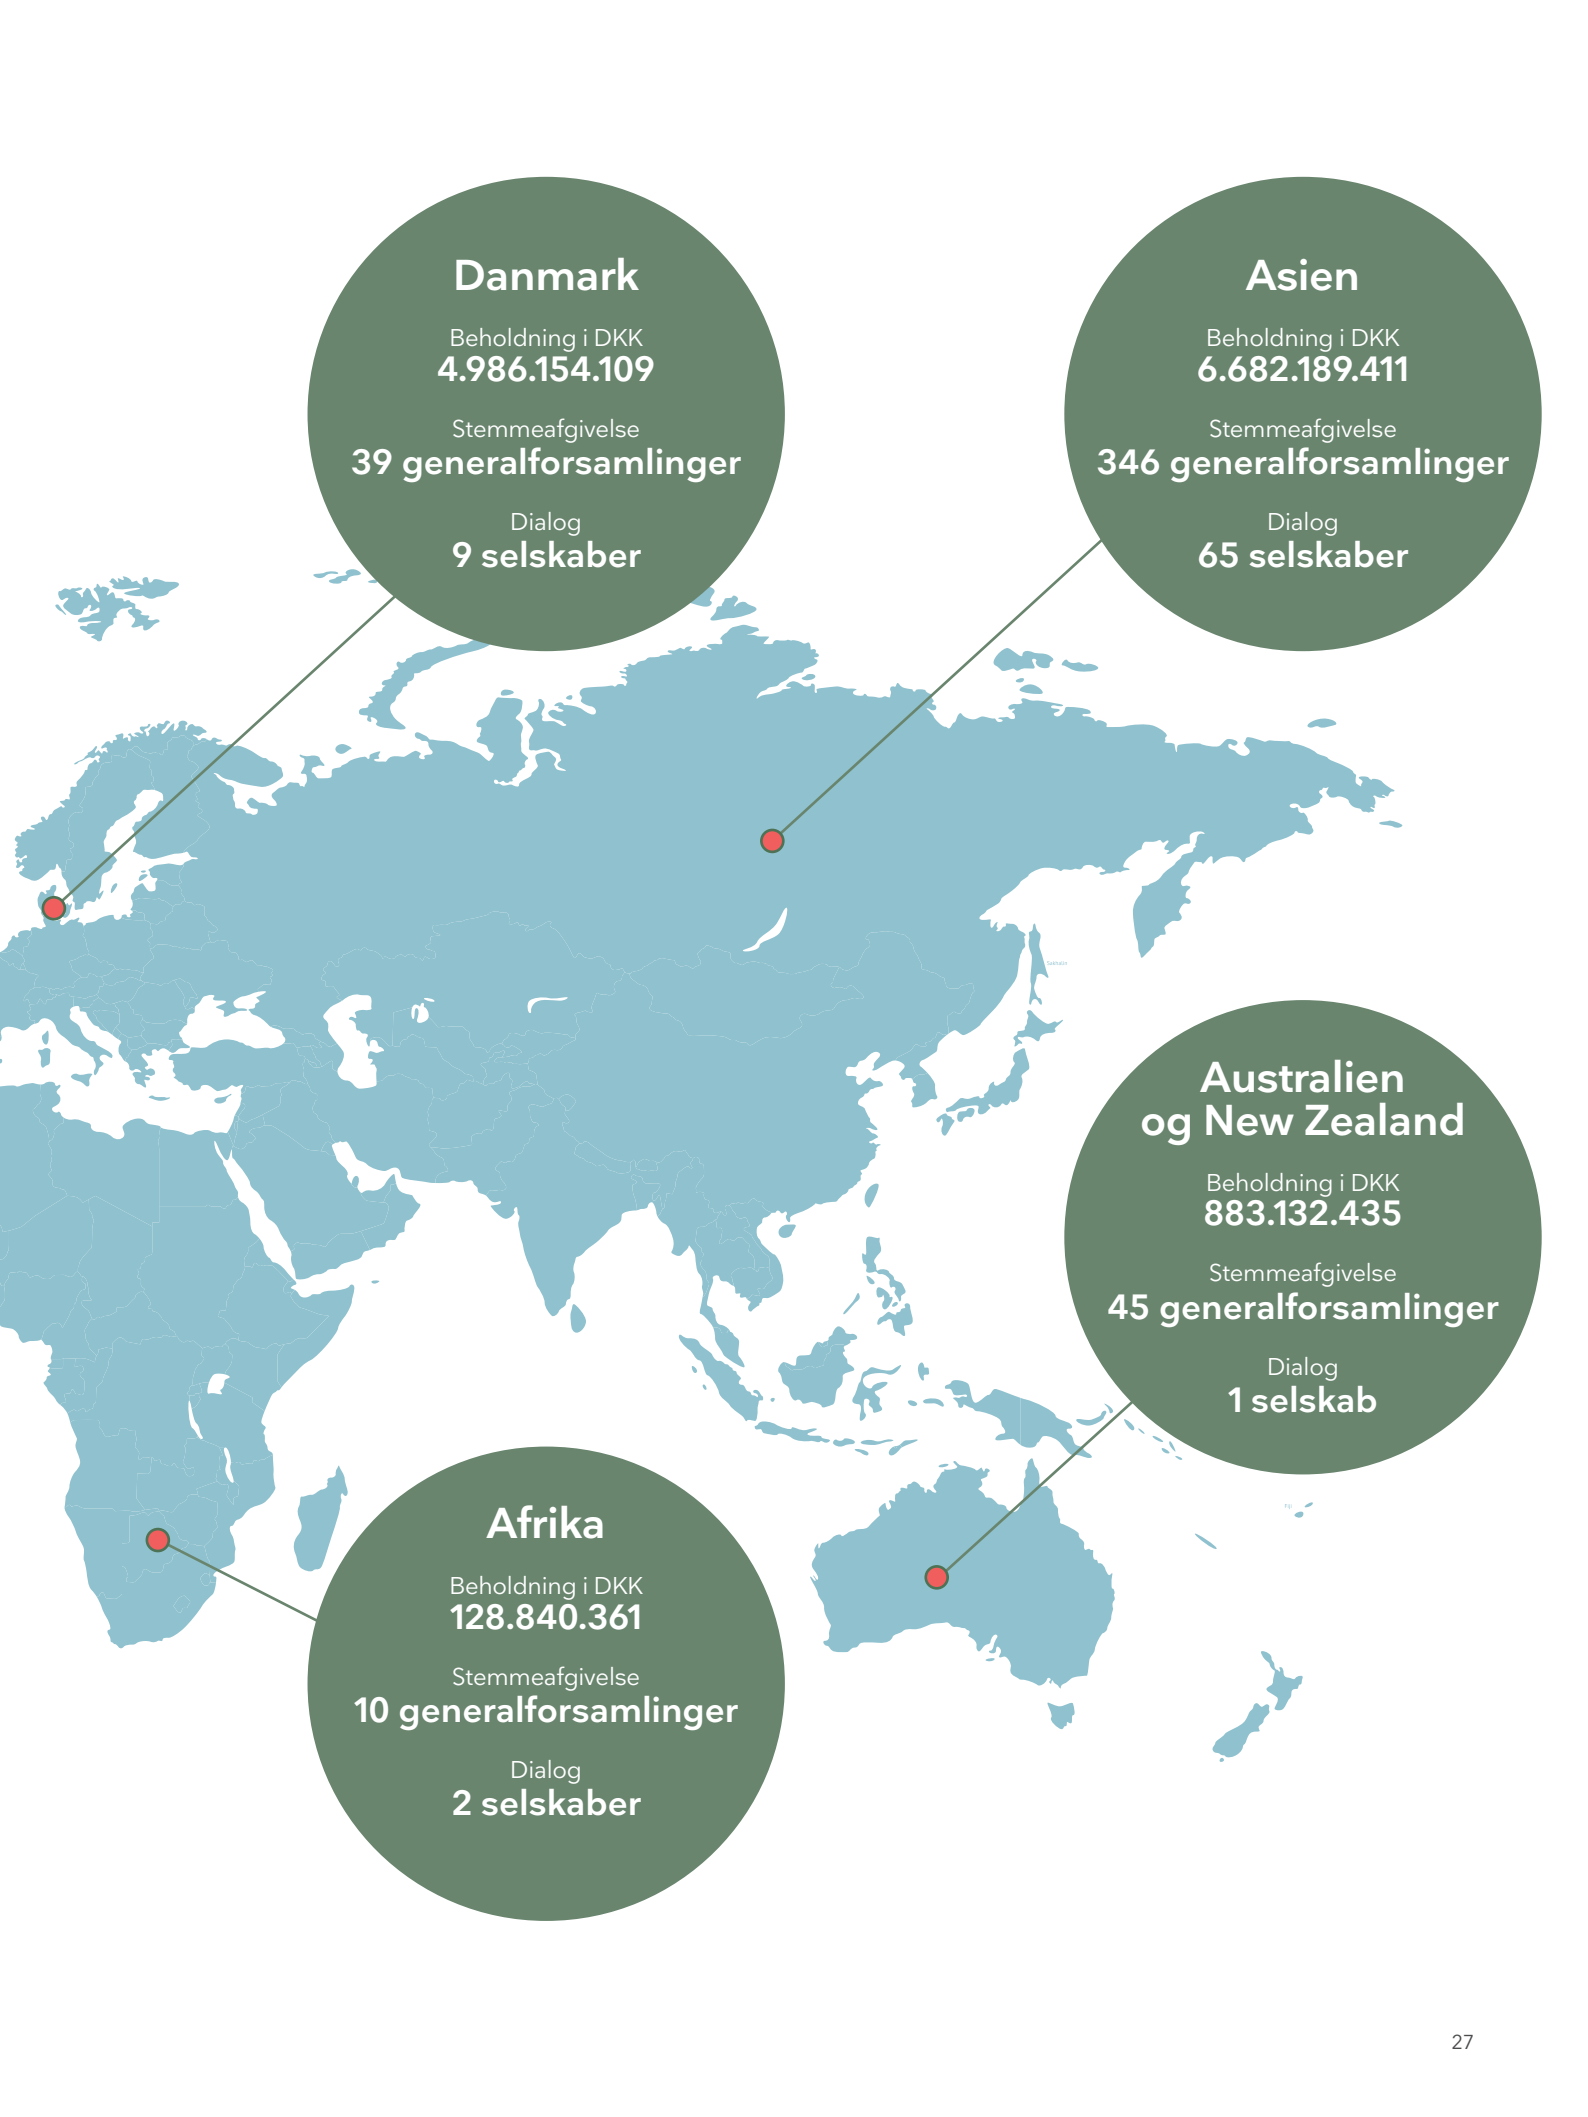 Danmark
Beholdning i DKK
4.986.154.109
Stemmeafgivelse
39 generalforsamlinger
Dialog
9 selskaber
Asien
Beholdning i DKK
6.682.189.411
Stemmeafgivelse
346 generalforsamlinger
Dialog
65 selskaber
Australien
og New Zealand
Beholdning i DKK
883.132.435
Stemmeafgivelse
45 generalforsamlinger
Dialog
1 selskab
Afrika
Beholdning i DKK
128.840.361
Stemmeafgivelse
10 generalforsamlinger
Dialog
2 selskaber
27